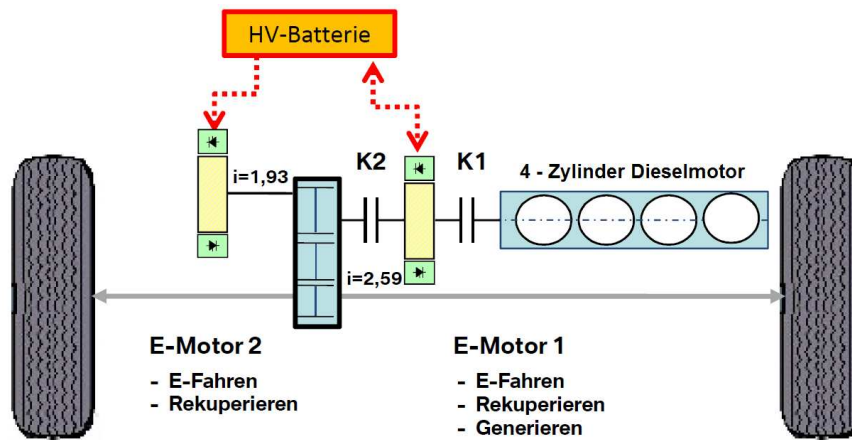 HV-Batterie
K2
K1
i=1,93
4 - Zylinder Dieselmotor
i=2,59
E-Motor 2
- E-Fahren
- Rekuperieren
E-Motor 1
- E-Fahren
- Rekuperieren
- Generieren